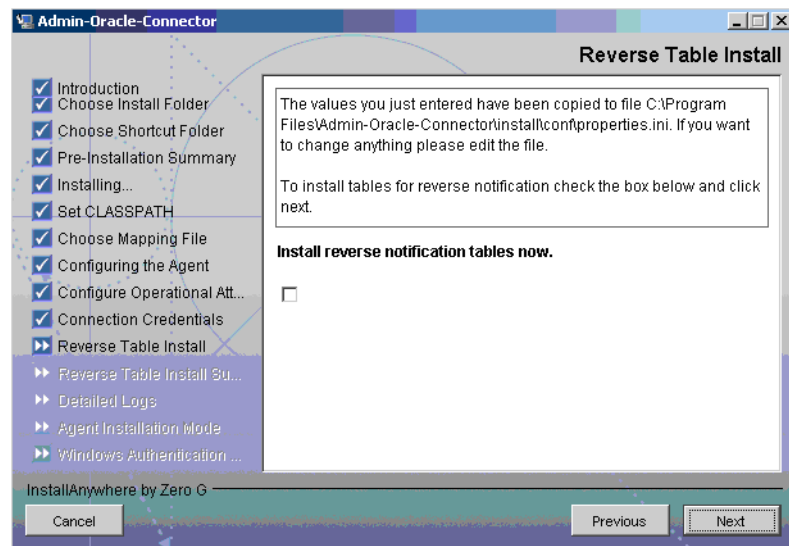 Admin-Oracle-Connector
Reverse Table Install
Introduction
Choose Install Folder
Choose Shortcut Folder
Pre-Installation Summary
Installing...
Set CLASSPATH
Choose Mapping File
Configuring the Agent
Configure Operational Att...
Connection Credentials
Reverse Table Install
Reverse Table Install Su...
Detailed Logs
Agent Installation Mode
Windows Authentication ...
The values you just entered have been copied to file C:\Program
Files\Admin-Oracle-Connector\install\conf\properties.ini. If you want
to change anything please edit the file.
To install tables for reverse notification check the box below and click
next.
Install reverse notification tables now.
InstallAnywhere by Zero G
Cancel
Previous
Next